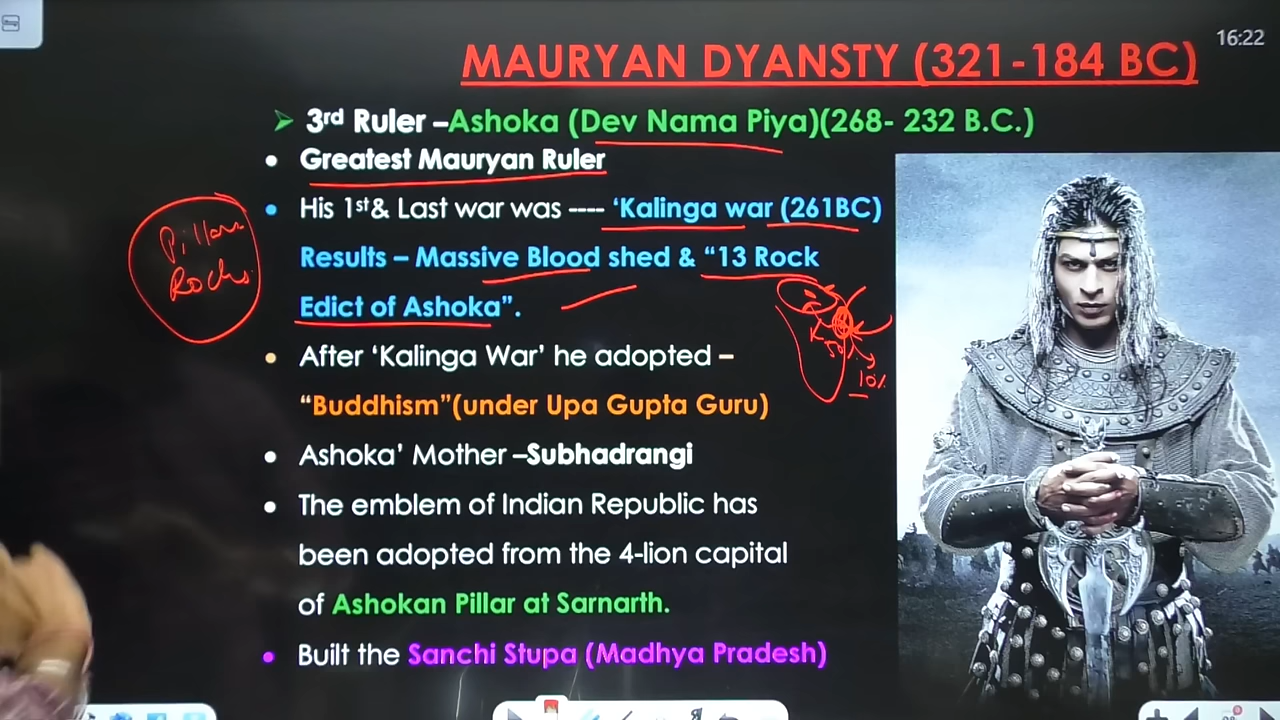 16:22
MAURYAN DYANSTY (321-184 BC)
➢ 3rd Ruler –Ashoka (Dev Nama Piya)(268- 232 B.C.)
• Greatest Mauryan Ruler
• His 1st& Last war was ---- ‘Kalinga war (261BC)
Results – Massive Blood shed & “13 Rock
Edict of Ashoka”.
Pillars
Rocks
50%
10%
• After ‘Kalinga War’ he adopted –
“Buddhism”(under Upa Gupta Guru)
• Ashoka’ Mother –Subhadrangi
• The emblem of Indian Republic has
been adopted from the 4-lion capital
of Ashokan Pillar at Sarnarth.
• Built the Sanchi Stupa (Madhya Pradesh)